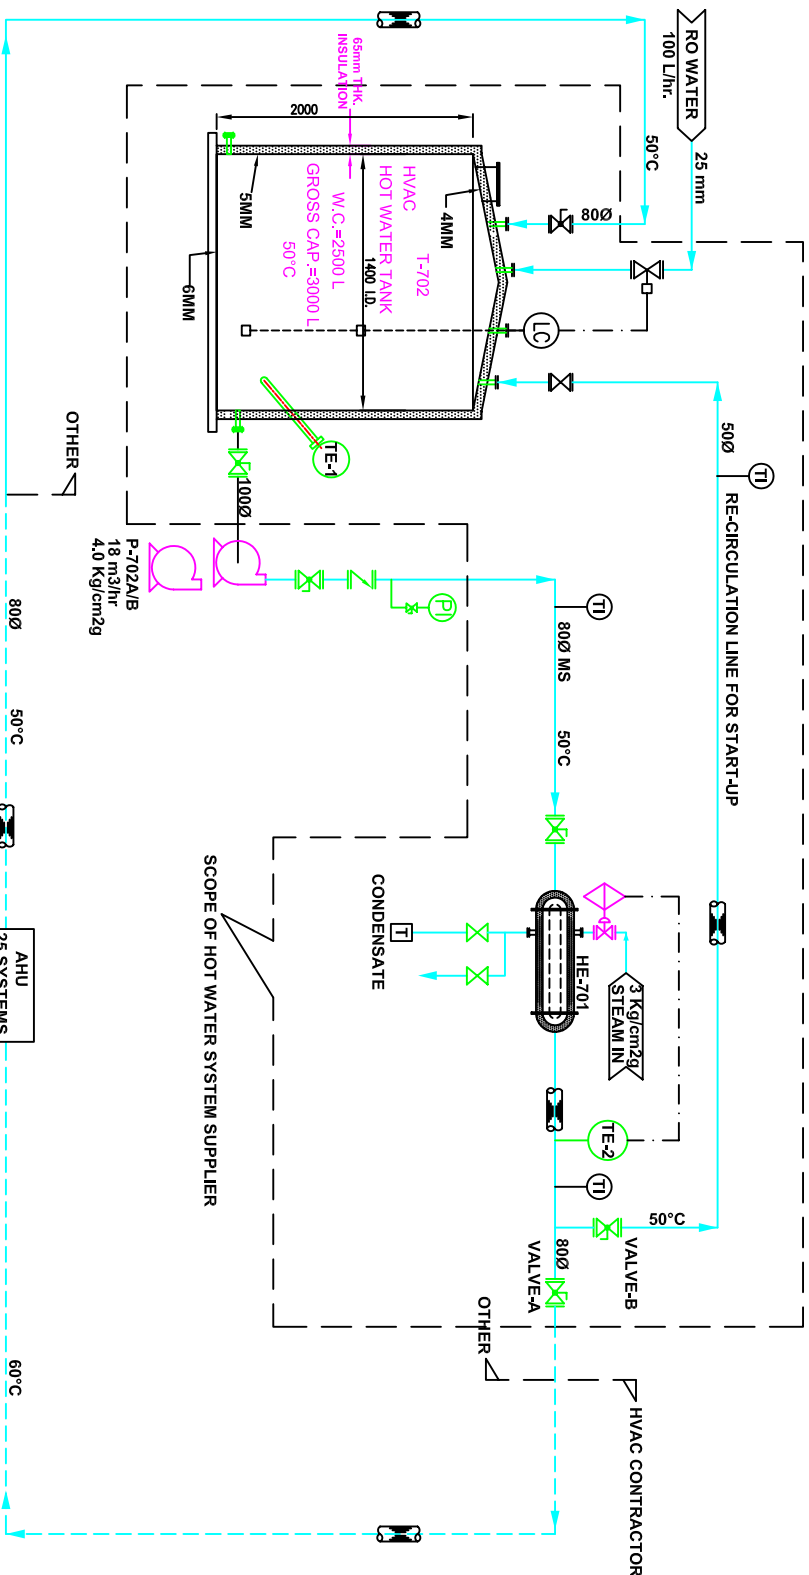 RO WATER
100 L/hr.
25 mm
50°C
80Ø
65mm THK.
INSULATION
2000
4MM
5MM
6MM
T-702
HVAC
HOT WATER TANK
1400 I.D.
W.C.=2500 L
GROSS CAP.=3000 L
50°C
LC
TE-1
100Ø
P-702A/B
18 m3/hr
4.0 Kg/cm2g
PI
TI
80Ø MS
50°C
50Ø
TI
RE-CIRCULATION LINE FOR START-UP
3 Kg/cm2g
STEAM IN
HE-701
T
CONDENSATE
TE-2
TI
50°C
VALVE-B
80Ø
VALVE-A
SCOPE OF HOT WATER SYSTEM SUPPLIER
OTHER
HVAC CONTRACTOR
OTHER
80Ø
50°C
AHU
25 SYSTEMS
60°C